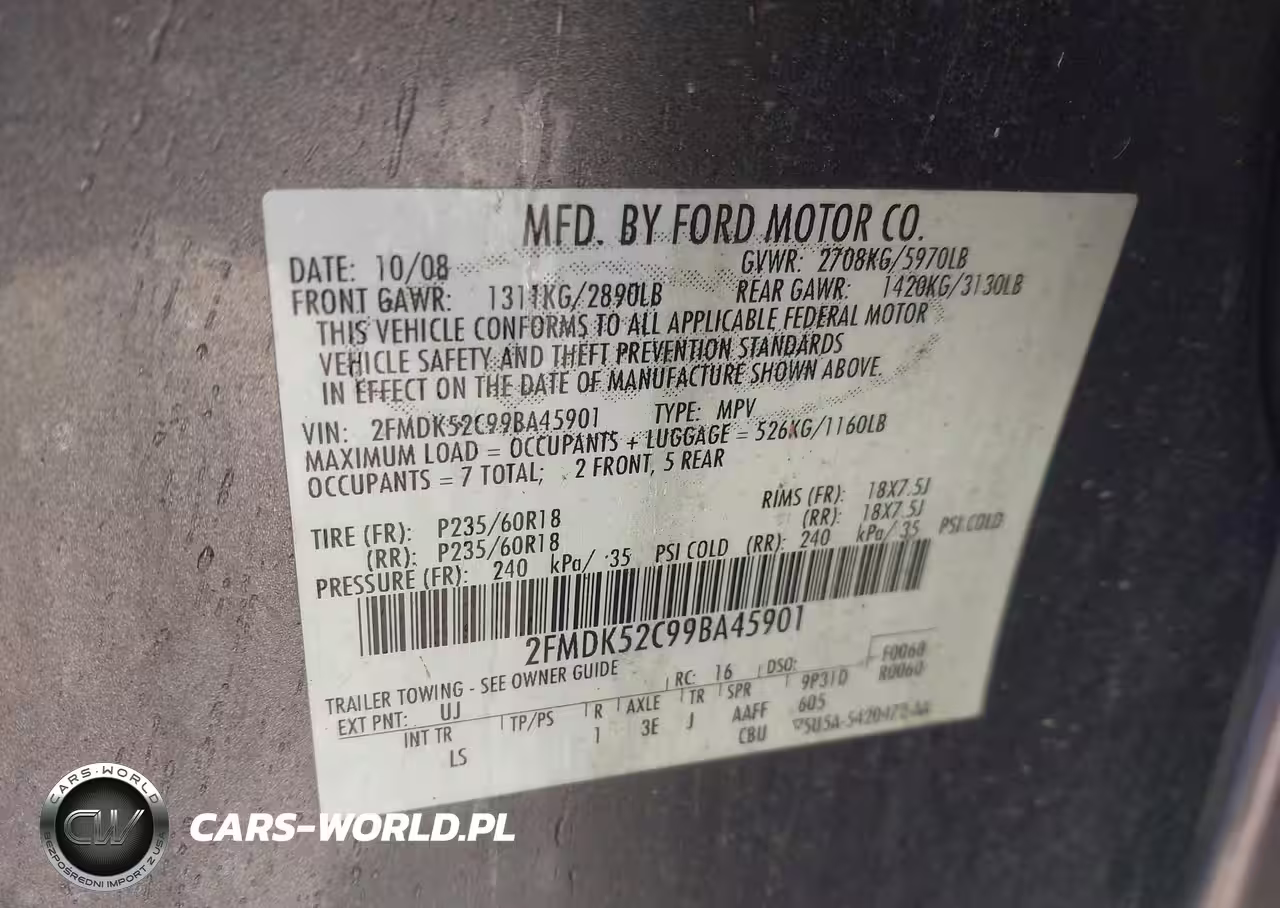 MFD. BY FORD MOTOR CO.
DATE: 10/08 GVWR: 2708KG/5970LB
FRONT GAWR: 1311KG/2890LB REAR GAWR: 1420KG/3130LB
THIS VEHICLE CONFORMS TO ALL APPLICABLE FEDERAL MOTOR
VEHICLE SAFETY AND THEFT PREVENTION STANDARDS
IN EFFECT ON THE DATE OF MANUFACTURE SHOWN ABOVE.
VIN: 2FMDK52C99BA45901 TYPE: MPV
MAXIMUM LOAD = OCCUPANTS + LUGGAGE = 526KG/1160LB
OCCUPANTS = 7 TOTAL; 2 FRONT, 5 REAR
TIRE (FR): P235/60R18 RIMS (FR): 18X7.5J
(RR): P235/60R18 (RR): 18X7.5J
PRESSURE (FR): 240 kPa/ 35 PSI COLD (RR): 240 kPa/ 35 PSI COLD
2FMDK52C99BA45901
TRAILER TOWING - SEE OWNER GUIDE RC: 16 DSO: F0060
EXT PNT: UJ R0060
INT TR TP/PS R AXLE TR SPR 9P31D
LS 1 3E J AAFF 605
CBU
CARS-WORLD
CW
BEZPOŚREDNI IMPORT Z USA
CARS-WORLD.PL